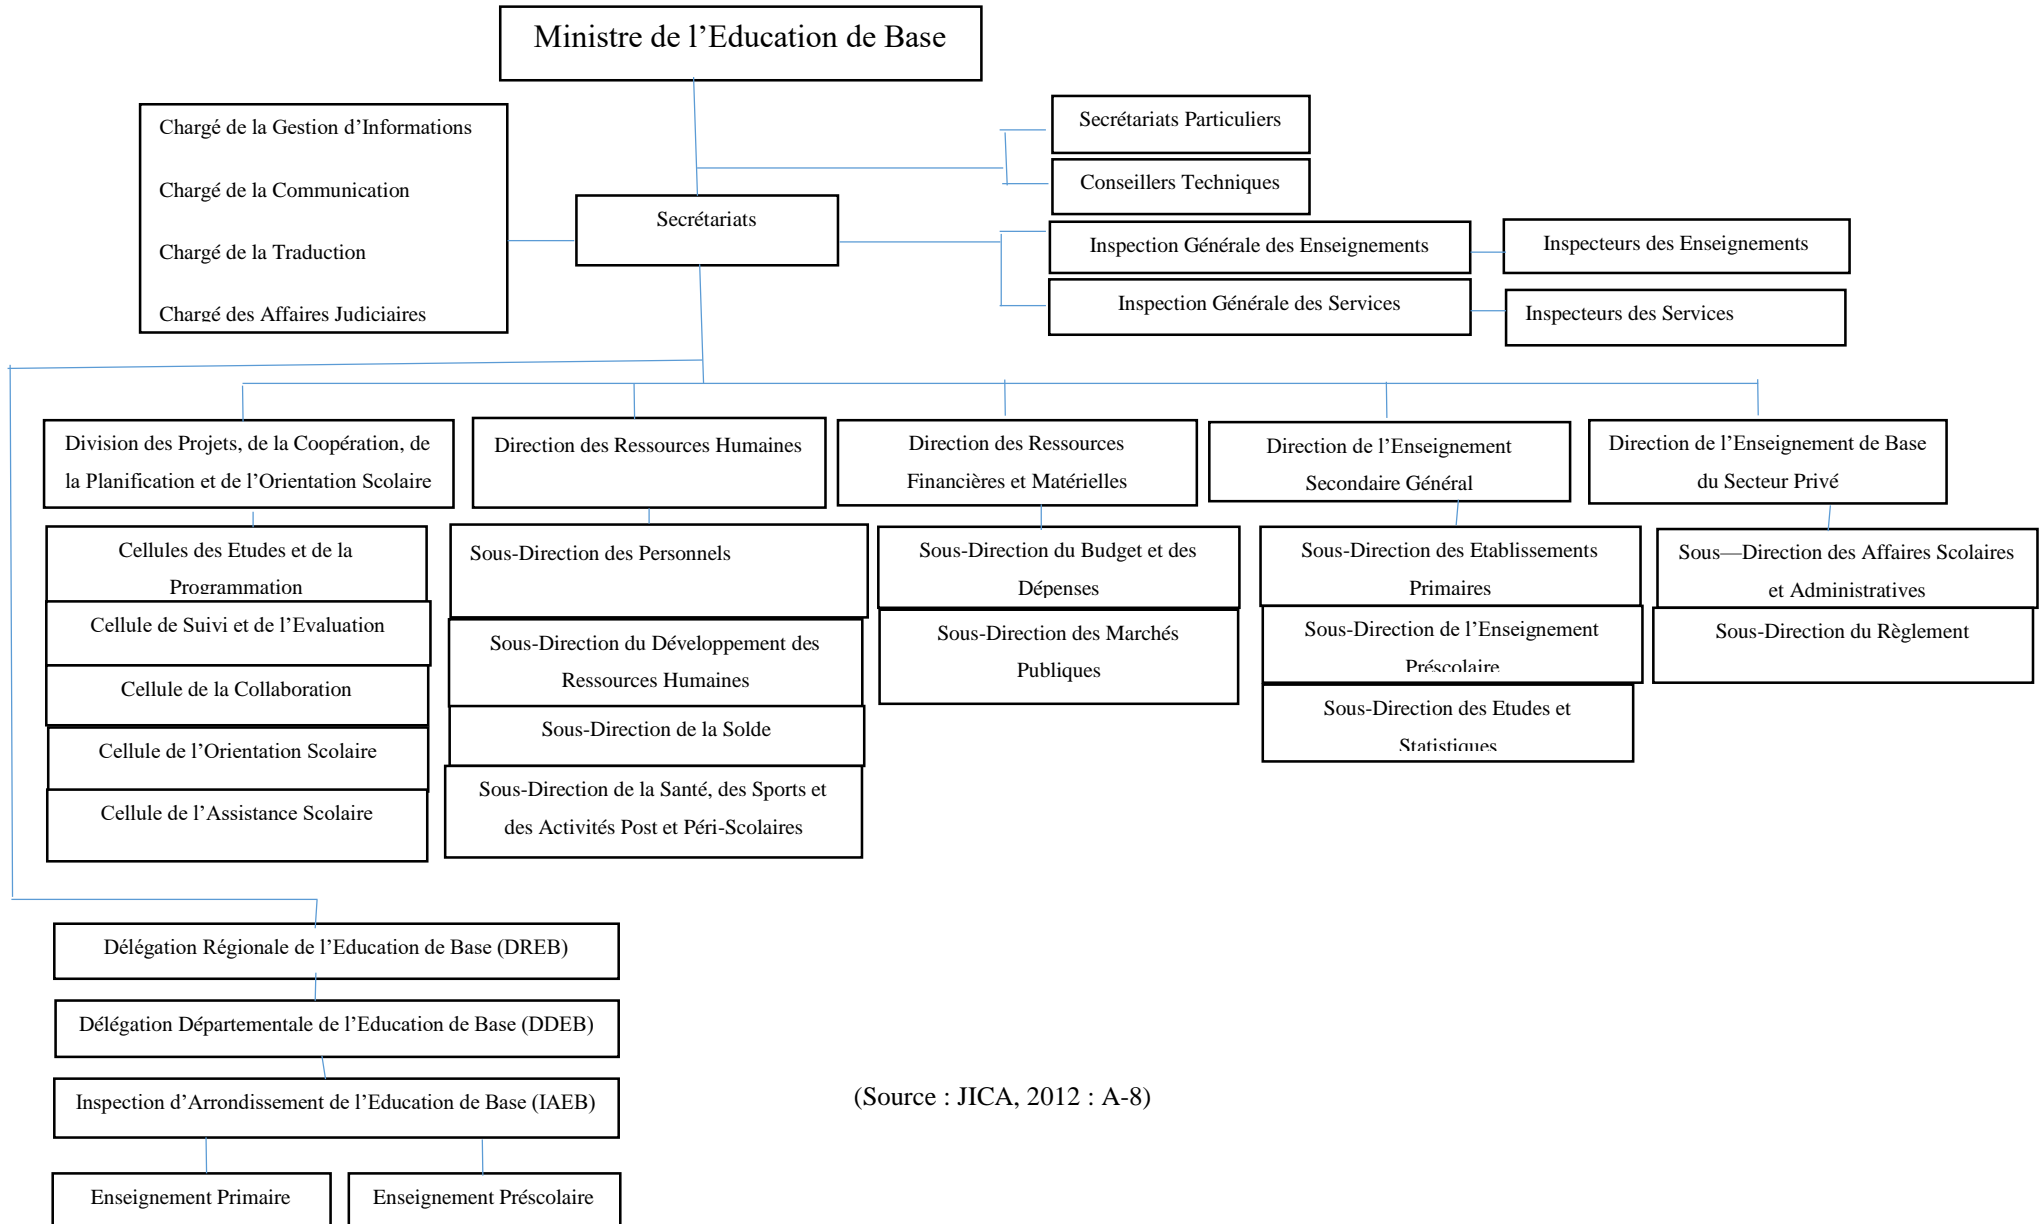 Ministre de l’Education de Base
Chargé de la Gestion d’Informations
Chargé de la Communication
Chargé de la Traduction
Chargé des Affaires Judiciaires
Secrétariats Particuliers
Conseillers Techniques
Secrétariats
Inspection Générale des Enseignements
Inspecteurs des Enseignements
Inspection Générale des Services
Inspecteurs des Services
Division des Projets, de la Coopération, de
la Planification et de l’Orientation Scolaire
Direction des Ressources Humaines
Direction des Ressources
Financières et Matérielles
Direction de l’Enseignement
Secondaire Général
Direction de l’Enseignement de Base
du Secteur Privé
Cellules des Etudes et de la
Programmation
Cellule de Suivi et de l’Evaluation
Cellule de la Collaboration
Cellule de l’Orientation Scolaire
Cellule de l’Assistance Scolaire
Sous-Direction des Personnels
Sous-Direction du Développement des
Ressources Humaines
Sous-Direction de la Solde
Sous-Direction de la Santé, des Sports et
des Activités Post et Péri-Scolaires
Sous-Direction du Budget et des
Dépenses
Sous-Direction des Marchés
Publiques
Sous-Direction des Etablissements
Primaires
Sous-Direction de l’Enseignement
Préscolaire
Sous-Direction des Etudes et
Statistiques
Sous—Direction des Affaires Scolaires
et Administratives
Sous-Direction du Règlement
Délégation Régionale de l’Education de Base (DREB)
Délégation Départementale de l’Education de Base (DDEB)
Inspection d’Arrondissement de l’Education de Base (IAEB)
Enseignement Primaire
Enseignement Préscolaire
(Source : JICA, 2012 : A-8)